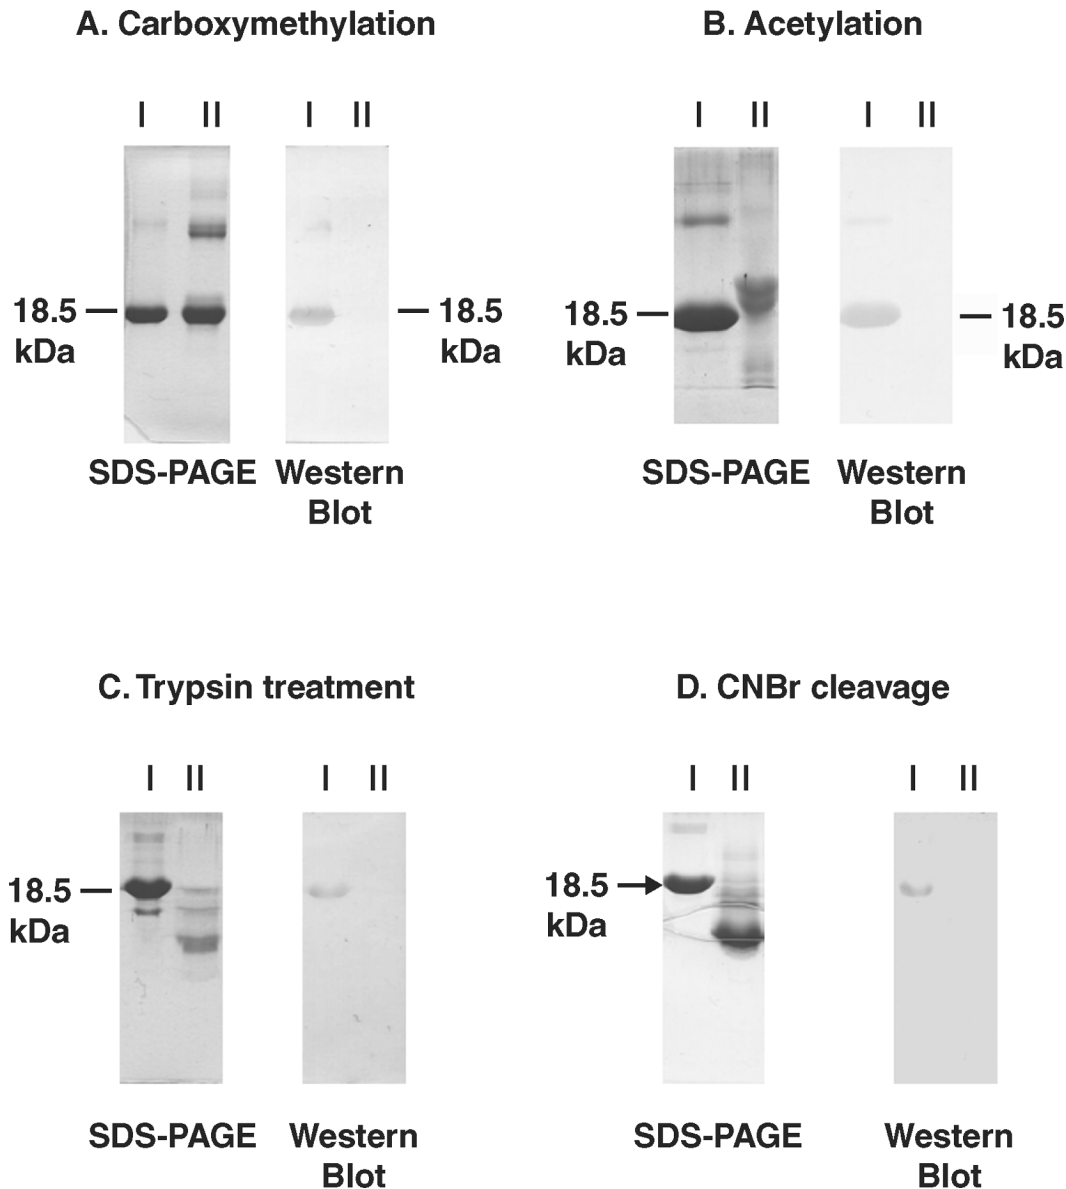 A. Carboxymethylation
B. Acetylation
I II I II
I II I II
18.5
kDa
18.5
kDa
18.5
kDa
18.5
kDa
SDS-PAGE
Western
Blot
SDS-PAGE
Western
Blot
C. Trypsin treatment
D. CNBr cleavage
I II I II
I II I II
18.5
kDa
18.5
kDa
SDS-PAGE
Western
Blot
SDS-PAGE
Western
Blot